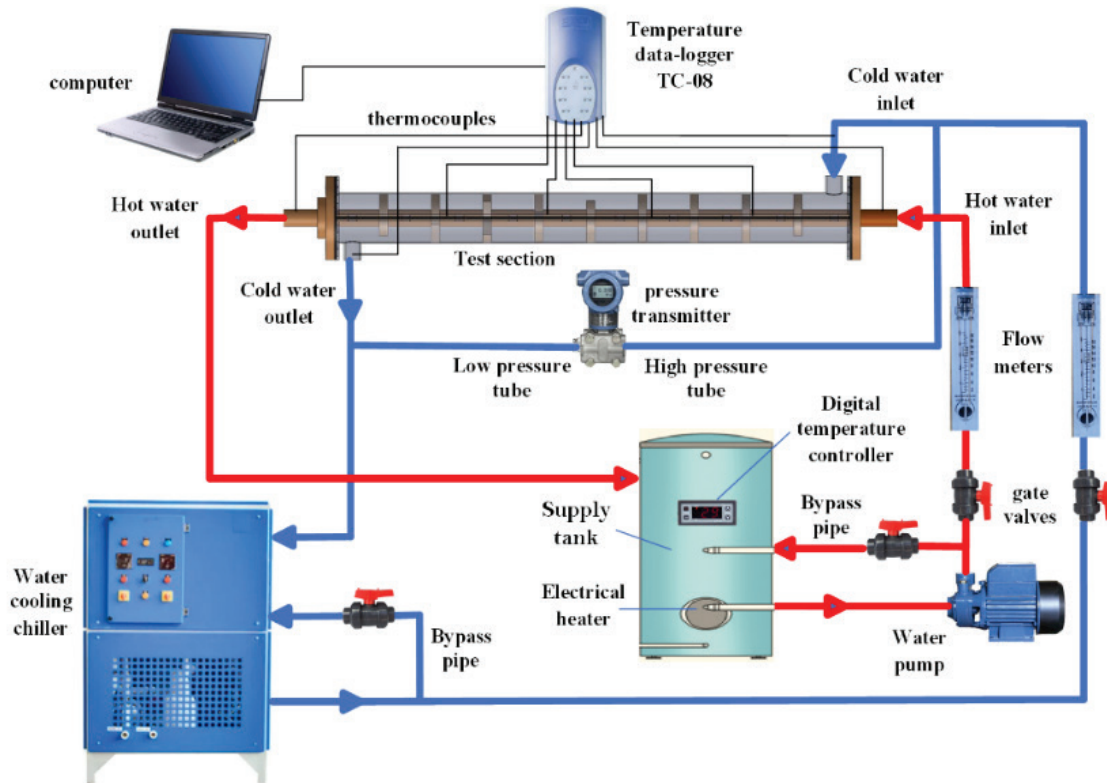 Temperature
data-logger
TC-08
computer
Cold water
inlet
thermocouples
Hot water
outlet
Hot water
inlet
Test section
Cold water
outlet
pressure
transmitter
Flow
meters
Low pressure
tube
High pressure
tube
Digital
temperature
controller
Supply
tank
Bypass
pipe
gate
valves
Electrical
heater
Water
pump
Water
cooling
chiller
Bypass
pipe